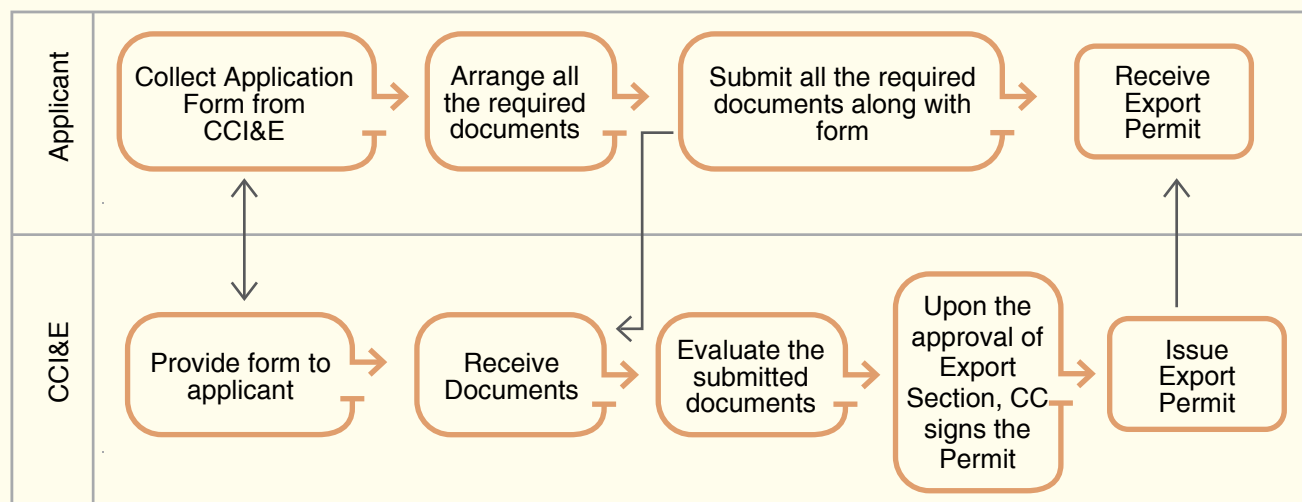 Applicant
Collect Application
Form from
CCI&E
Arrange all
the required
documents
Submit all the required
documents along with
form
Receive
Export
Permit
CCI&E
Provide form to
applicant
Receive
Documents
Evaluate the
submitted
documents
Upon the
approval of
Export
Section, CC
signs the
Permit
Issue
Export
Permit